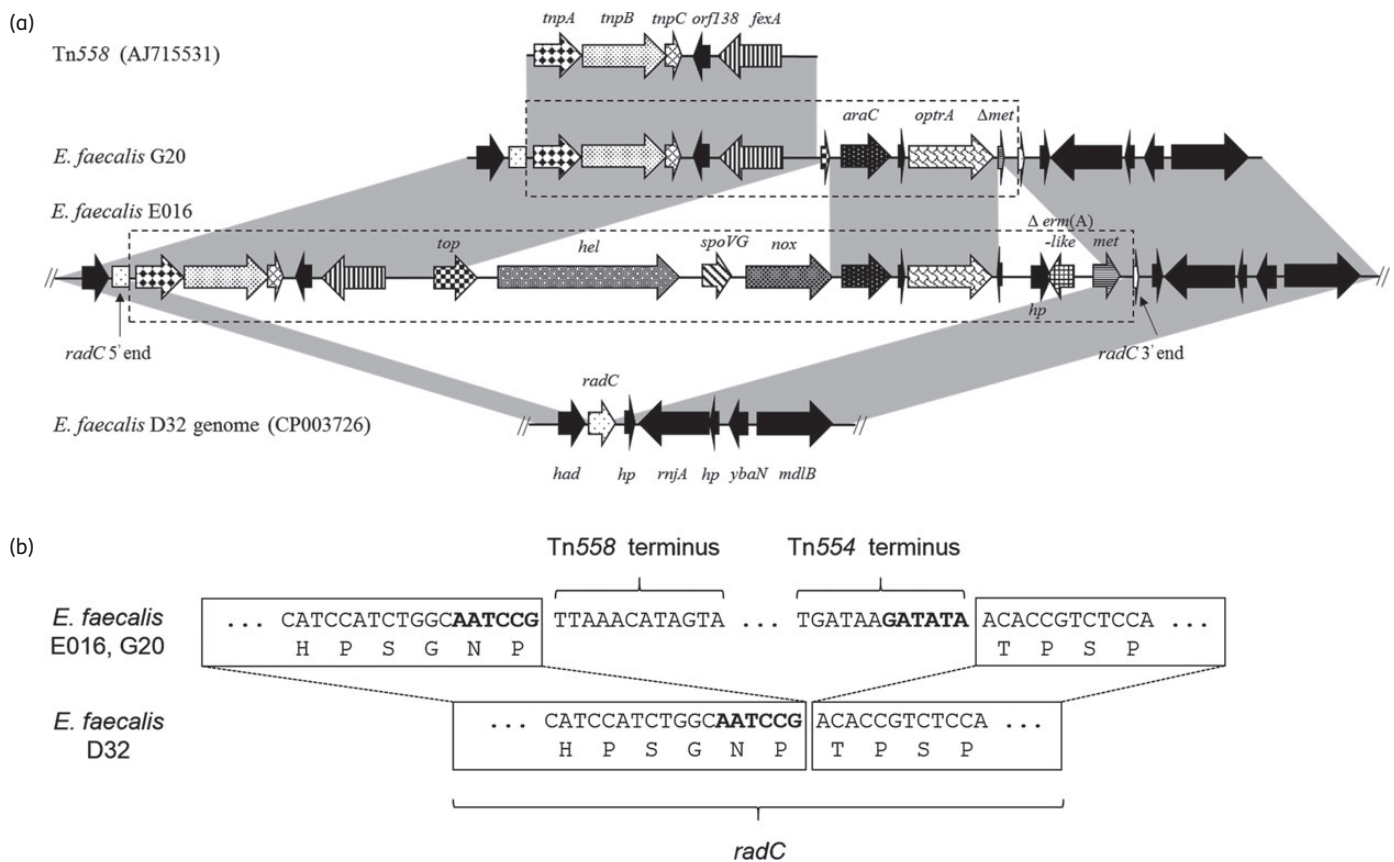 (a)
tnpA tnpB tnpC orf138 fexA
Tn558 (AJ715531)
araC optrA Δmet
E. faecalis G20
E. faecalis E016
Δ erm(A)
top hel spoVG nox -like met
// //
hp
radC 5' end radC 3' end
radC
E. faecalis D32 genome (CP003726) // //
had hp rnjA hp ybaN mdlB
(b)
Tn558 terminus Tn554 terminus
E. faecalis ... CATCCATCTGGCAATCCG TTAAACATAGTA ... TGATAAGATATA ACACCGTCTCCA ...
E016, G20 H P S G N P T P S P
E. faecalis ... CATCCATCTGGCAATCCG ACACCGTCTCCA ...
D32 H P S G N P T P S P
radC